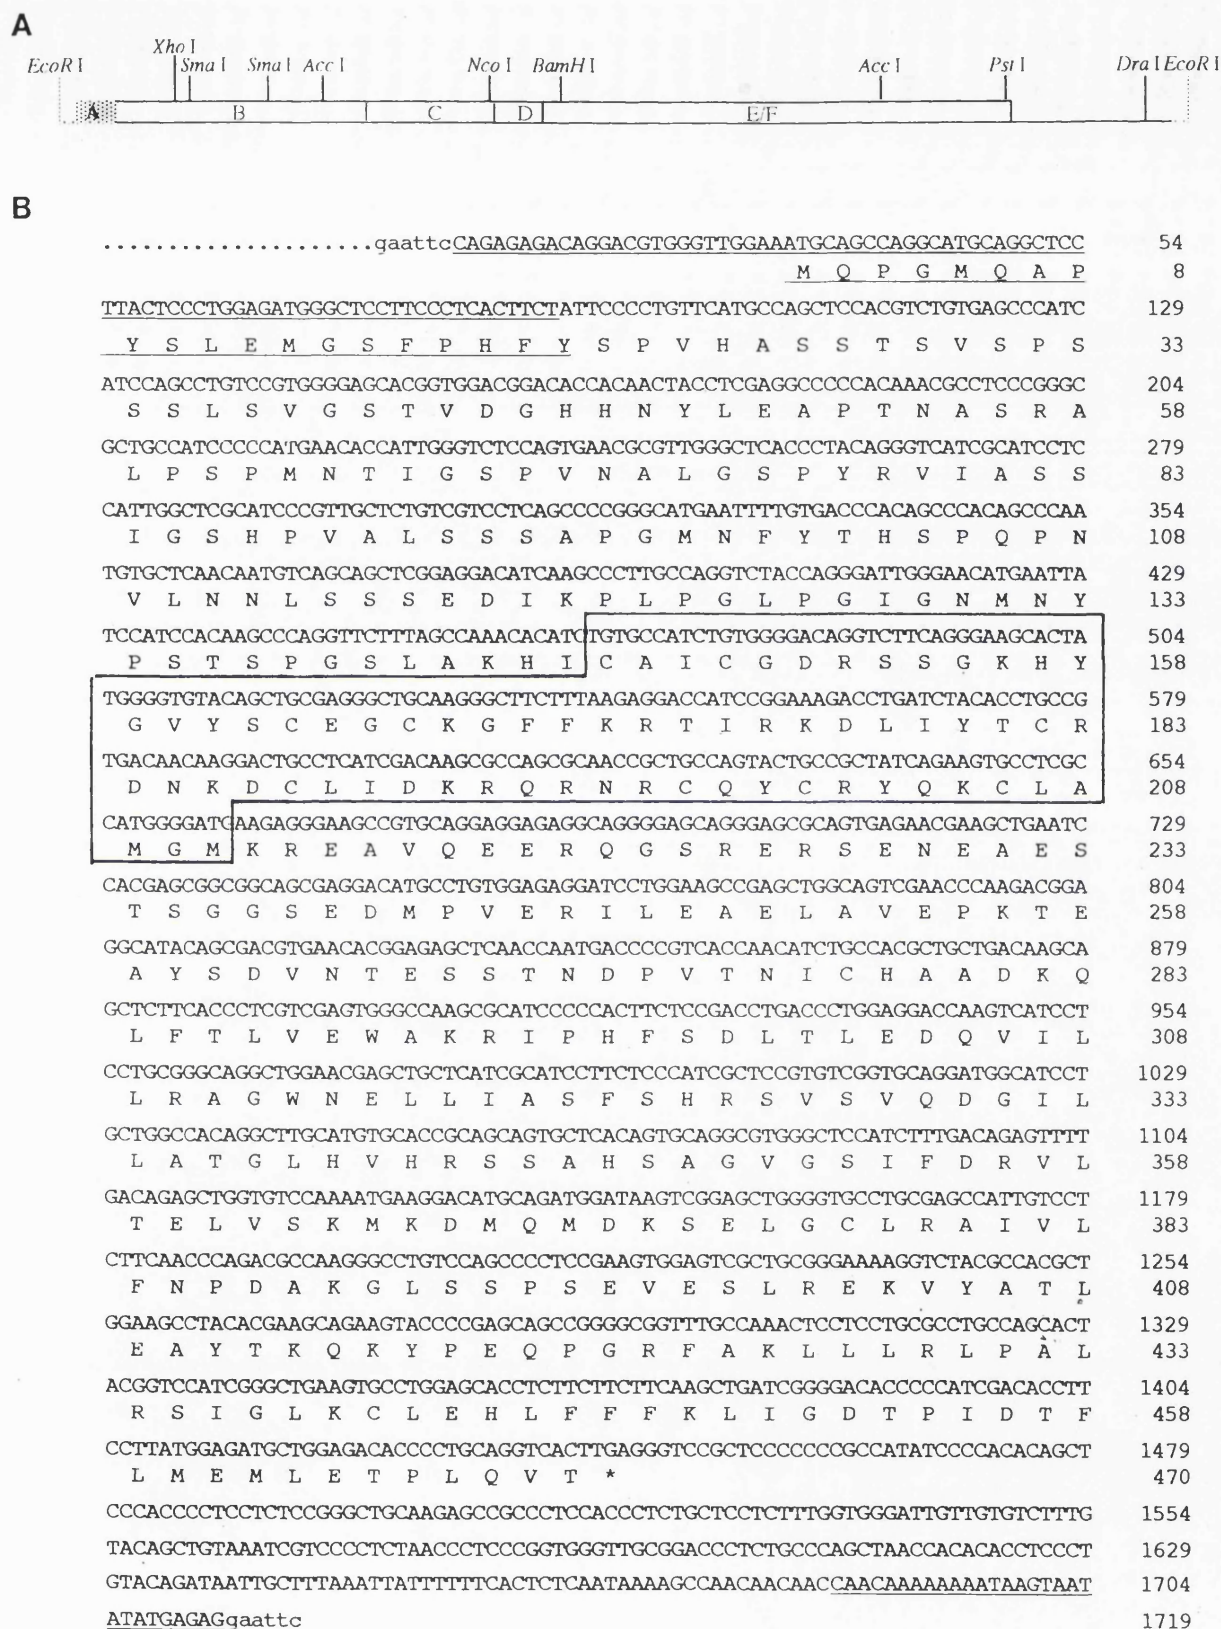 A
Xho I
EcoR I Sma I Sma I Acc I Nco I BamH I Acc I Pst I Dra I EcoR I
A B C D E/F
B
.....................gaattcCAGAGAGACAGGACGTGGGTTGGAAATGCAGCCAGGCATGCAGGCTCC 54
M Q P G M Q A P 8
TTACTCCCTGGAGATGGGCTCCTTCCCTCACTTCTATTCCCCTGTTCATGCCAGCTCCACGTCTGTGAGCCCATC 129
Y S L E M G S F P H F Y S P V H A S S T S V S P S 33
ATCCAGCCTGTCCGTGGGGAGCACGGTGGACGGACACCACAACTACCTCGAGGCCCCCACAAACGCCTCCCGGGC 204
S S L S V G S T V D G H H N Y L E A P T N A S R A 58
GCTGCCATCCCCCATGAACACCATTGGGTCTCCAGTGAACGCGTTGGGCTCACCCTACAGGGTCATCGCATCCTC 279
L P S P M N T I G S P V N A L G S P Y R V I A S S 83
CATTGGCTCGCATCCCGTTGCTCTGTCGTCCTCAGCCCCGGGCATGAATTTTGTGACCCACAGCCCACAGCCCAA 354
I G S H P V A L S S S A P G M N F Y T H S P Q P N 108
TGTGCTCAACAATGTCAGCAGCTCGGAGGACATCAAGCCCTTGCCAGGTCTACCAGGGATTGGGAACATGAATTA 429
V L N N L S S S E D I K P L P G L P G I G N M N Y 133
TCCATCCACAAGCCCAGGTTCTTTAGCCAAACACATCTGTGCCATCTGTGGGGACAGGTCTTCAGGGAAGCACTA 504
P S T S P G S L A K H I C A I C G D R S S G K H Y 158
TGGGGTGTACAGCTGCGAGGGCTGCAAGGGCTTCTTTAAGAGGACCATCCGGAAAGACCTGATCTACACCTGCCG 579
G V Y S C E G C K G F F K R T I R K D L I Y T C R 183
TGACAACAAGGACTGCCTCATCGACAAGCGCCAGCGCAACCGCTGCCAGTACTGCCGCTATCAGAAGTGCCTCGC 654
D N K D C L I D K R Q R N R C Q Y C R Y Q K C L A 208
CATGGGGATGAAGAGGGAAGCCGTGCAGGAGGAGAGGCAGGGGAGCAGGGAGCGCAGTGAGAACGAAGCTGAATC 729
M G M K R E A V Q E E R Q G S R E R S E N E A E S 233
CACGAGCGGCGGCAGCGAGGACATGCCTGTGGAGAGGATCCTGGAAGCCGAGCTGGCAGTCGAACCCAAGACGGA 804
T S G G S E D M P V E R I L E A E L A V E P K T E 258
GGCATACAGCGACGTGAACACGGAGAGCTCAACCAATGACCCCGTCACCAACATCTGCCACGCTGCTGACAAGCA 879
A Y S D V N T E S S T N D P V T N I C H A A D K Q 283
GCTCTTCACCCTCGTCGAGTGGGCCAAGCGCATCCCCCACTTCTCCGACCTGACCCTGGAGGACCAAGTCATCCT 954
L F T L V E W A K R I P H F S D L T L E D Q V I L 308
CCTGCGGGCAGGCTGGAACGAGCTGCTCATCGCATCCTTCTCCCATCGCTCCGTGTCGGTGCAGGATGGCATCCT 1029
L R A G W N E L L I A S F S H R S V S V Q D G I L 333
GCTGGCCACAGGCTTGCATGTGCACCGCAGCAGTGCTCACAGTGCAGGCGTGGGCTCCATCTTTGACAGAGTTTT 1104
L A T G L H V H R S S A H S A G V G S I F D R V L 358
GACAGAGCTGGTGTCCAAAATGAAGGACATGCAGATGGATAAGTCGGAGCTGGGGTGCCTGCGAGCCATTGTCCT 1179
T E L V S K M K D M Q M D K S E L G C L R A I V L 383
CTTCAACCCAGACGCCAAGGGCCTGTCCAGCCCCTCCGAAGTGGAGTCGCTGCGGGAAAAGGTCTACGCCACGCT 1254
F N P D A K G L S S P S E V E S L R E K V Y A T L 408
GGAAGCCTACACGAAGCAGAAGTACCCCGAGCAGCCGGGGCGGTTTGCCAAACTCCTCCTGCGCCTGCCAGCACT 1329
E A Y T K Q K Y P E Q P G R F A K L L L R L P A L 433
ACGGTCCATCGGGCTGAAGTGCCTGGAGCACCTCTTCTTCTTCAAGCTGATCGGGGACACCCCCATCGACACCTT 1404
R S I G L K C L E H L F F F K L I G D T P I D T F 458
CCTTATGGAGATGCTGGAGACACCCCTGCAGGTCACTTGAGGGTCCGCTCCCCCCCGCCATATCCCCACACAGCT 1479
L M E M L E T P L Q V T * 470
CCCACCCCTCCTCTCCGGGCTGCAAGAGCCGCCCTCCACCCTCTGCTCCTCTTTGGTGGGATTGTTGTGTCTTTG 1554
TACAGCTGTAAATCGTCCCCTCTAACCCTCCCGGTGGGTTGCGGACCCTCTGCCCAGCTAACCACACACCTCCCT 1629
GTACAGATAATTGCTTTAAATTATTTTTTCACTCTCAATAAAAGCCAACAACAACCAACAAAAAAAATAAGTAAT 1704
ATATGAGAGgaattc 1719